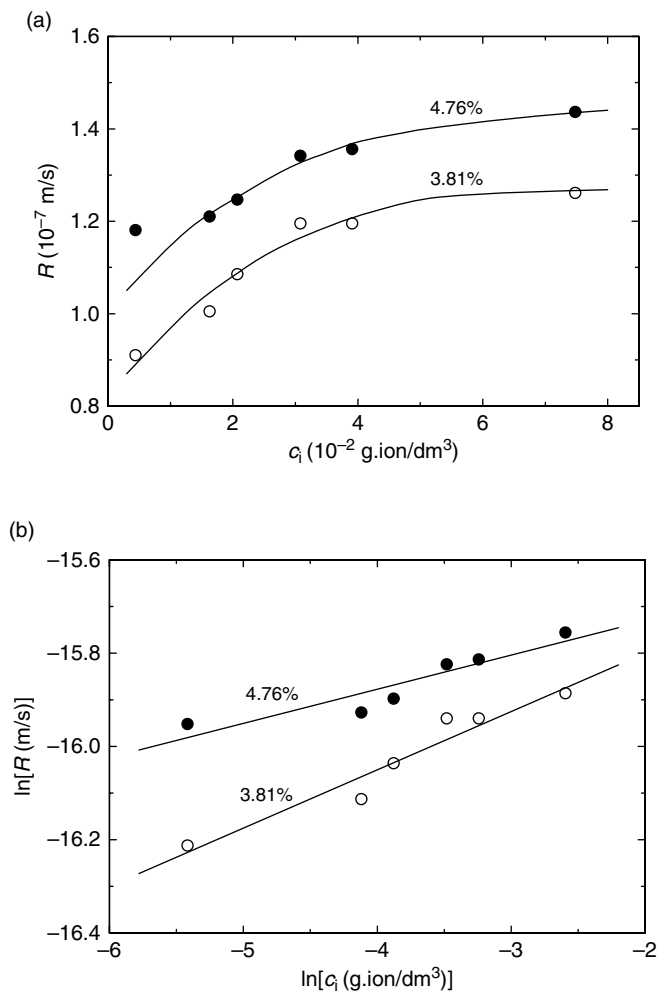 (a)
1.6
1.4
1.2
1.0
0.8
R (10⁻⁷ m/s)
4.76%
3.81%
0 2 4 6 8
cᵢ (10⁻² g.ion/dm³)
(b)
−15.6
−15.8
−16.0
−16.2
−16.4
ln[R (m/s)]
4.76%
3.81%
−6 −5 −4 −3 −2
ln[cᵢ (g.ion/dm³)]